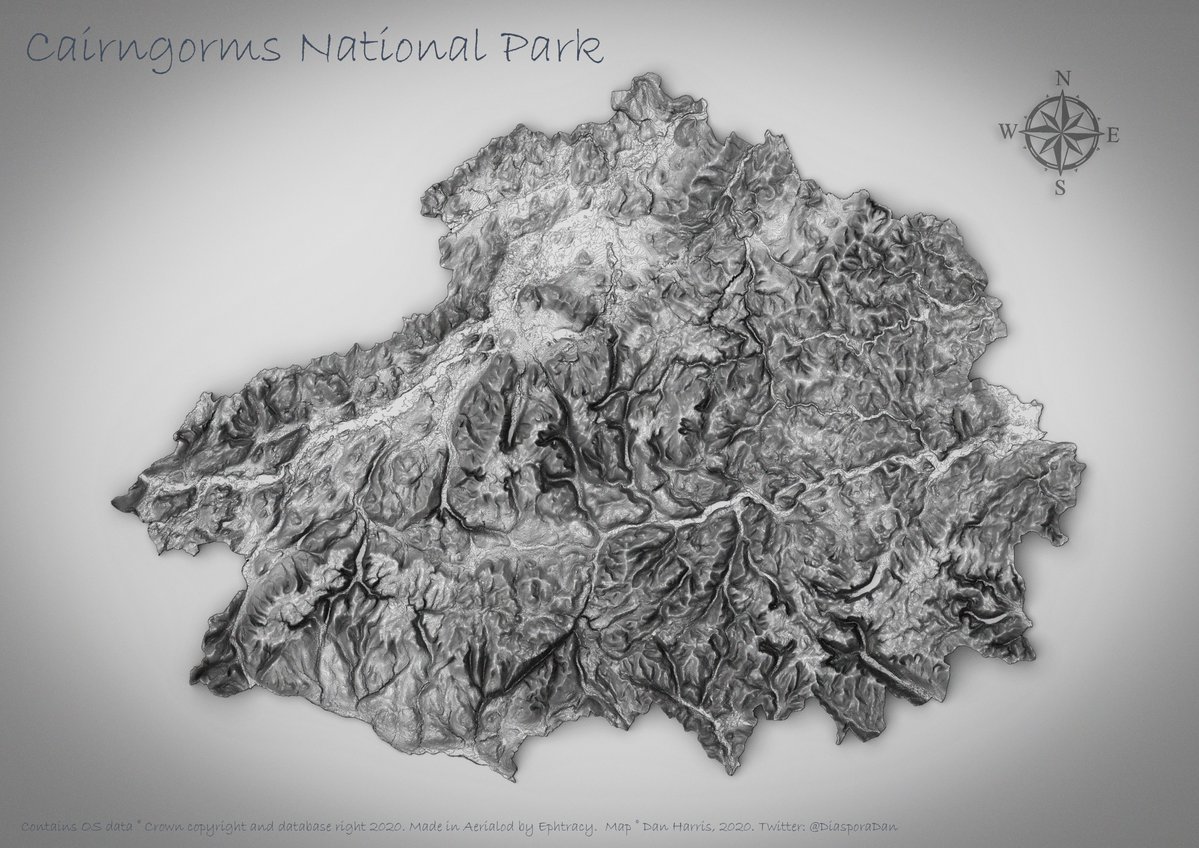 Cairngorms National Park
N
W E
S
Contains OS data ° Crown copyright and database right 2020. Made in Aerialod by Ephtracy. Map ° Dan Harris, 2020. Twitter: @DiasporaDan